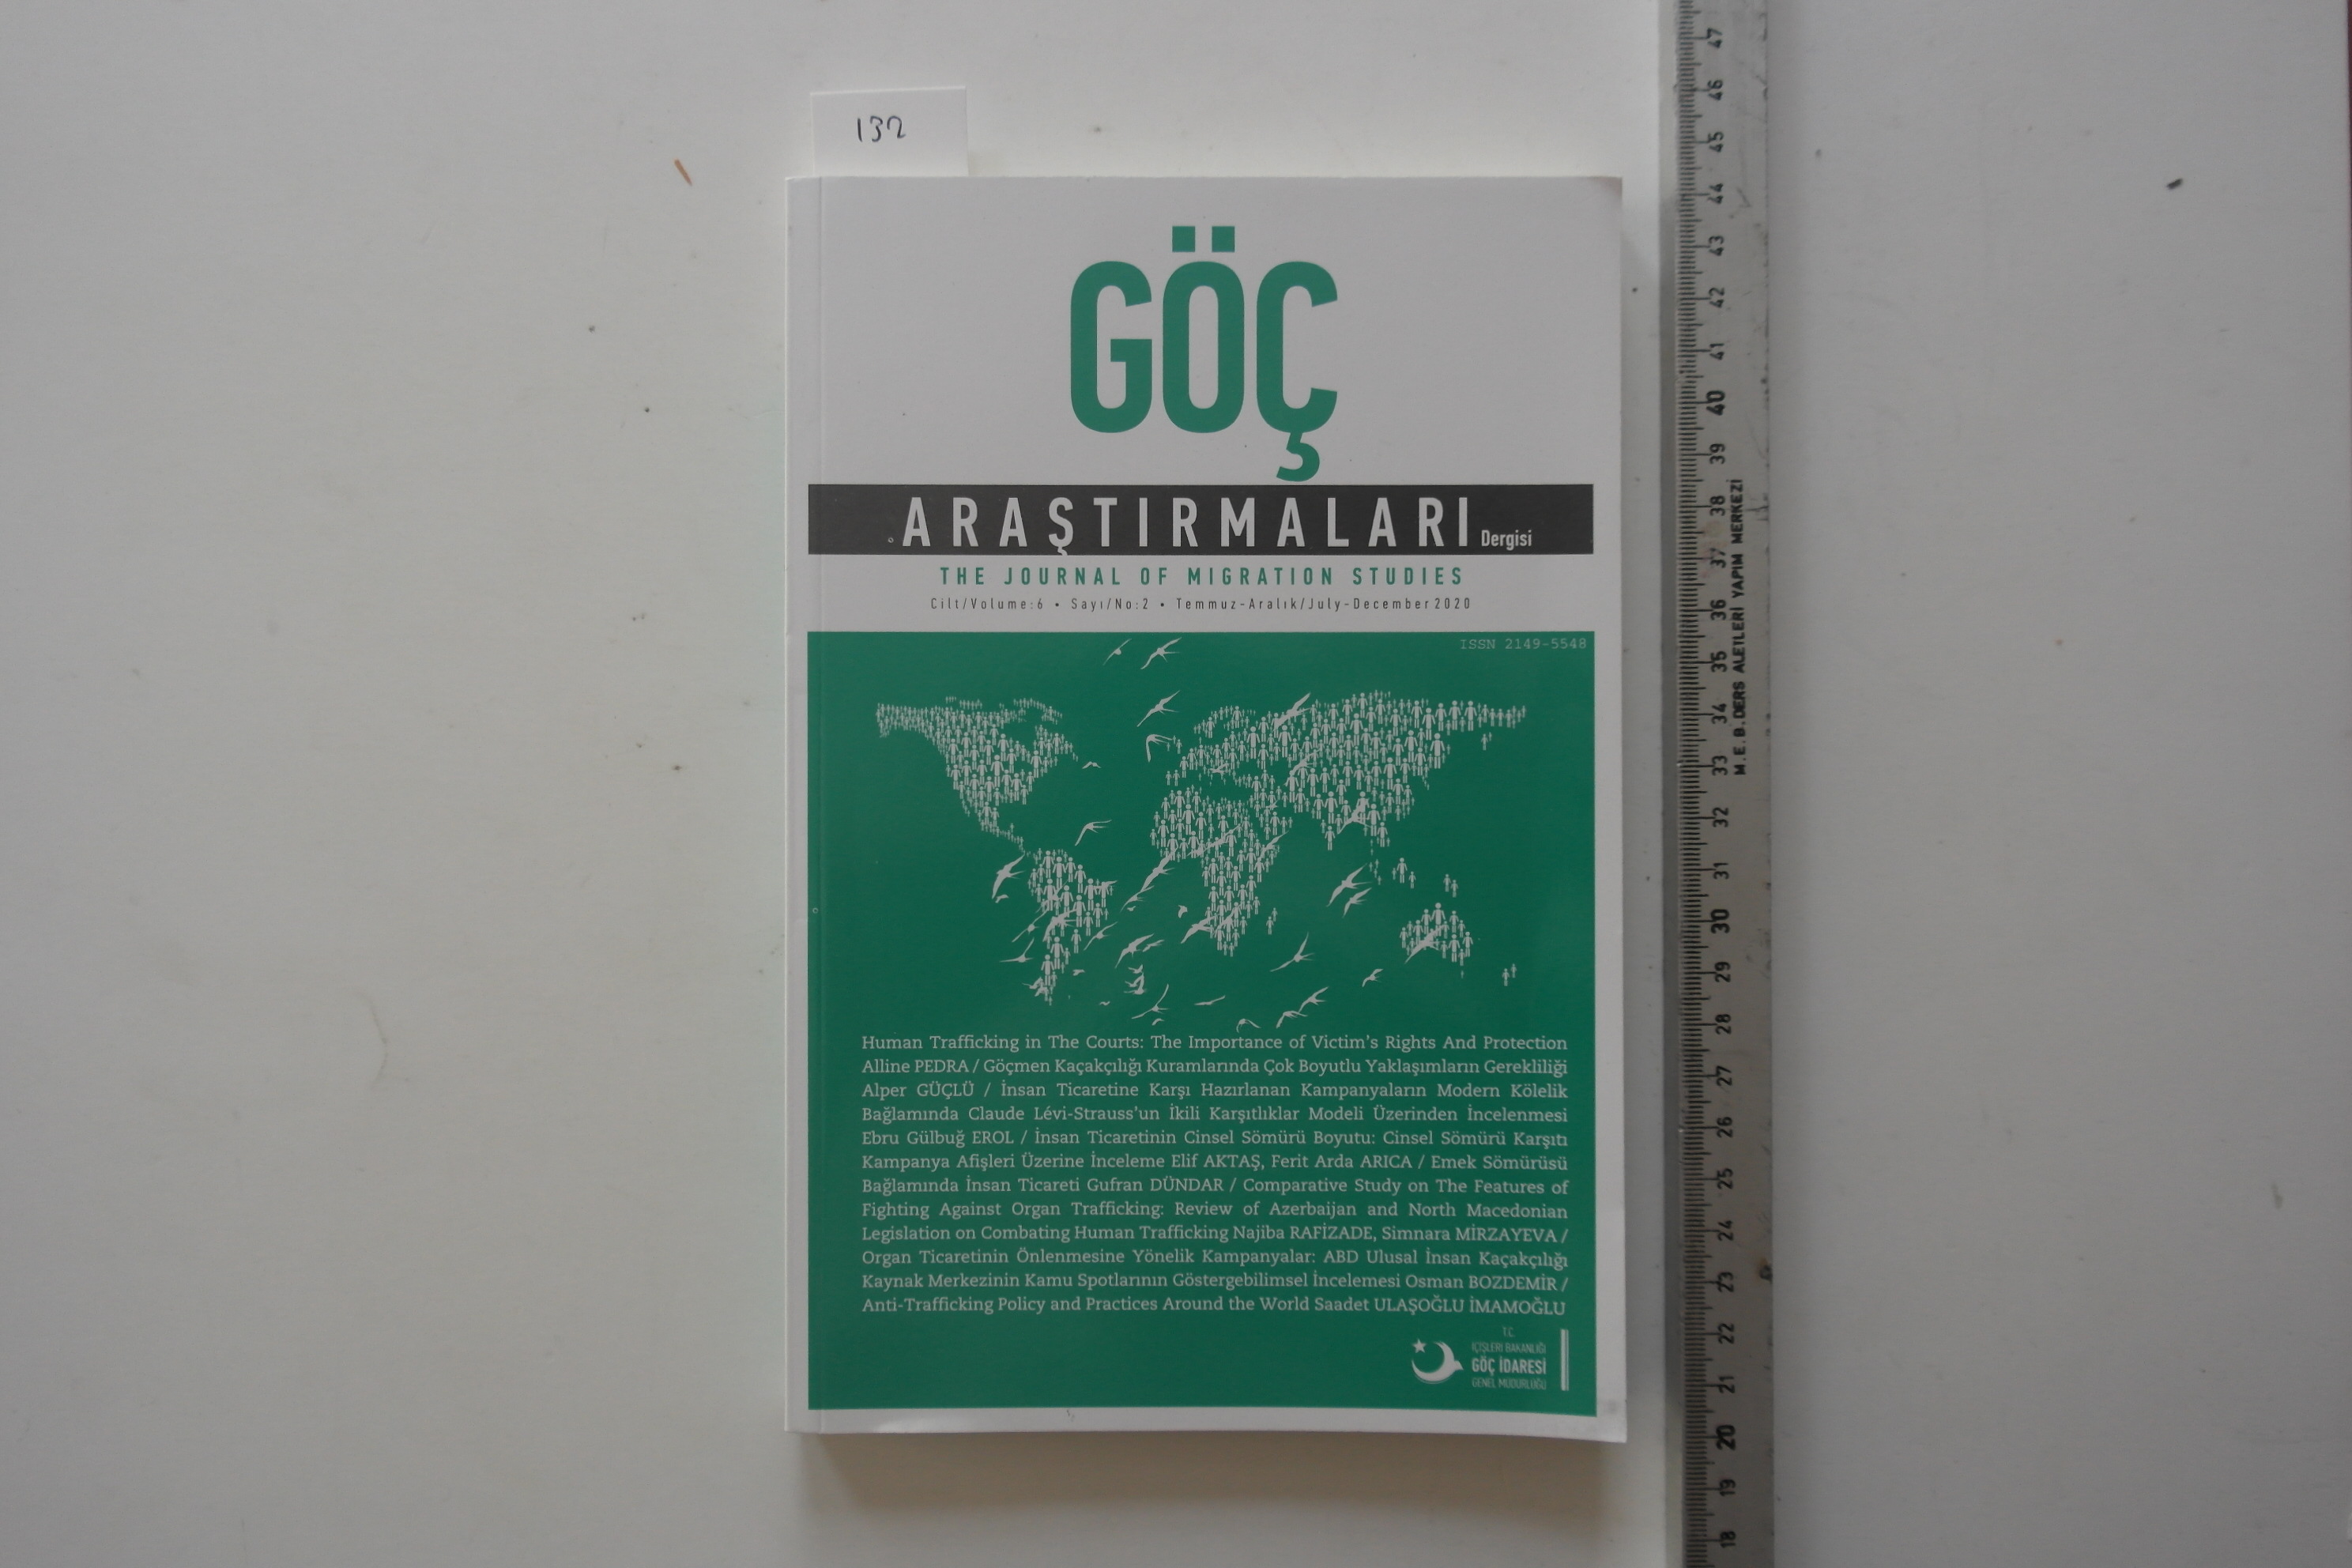 132
GÖÇ
ARAŞTIRMALARI Dergisi
THE JOURNAL OF MIGRATION STUDIES
Cilt/Volume:6 • Sayı/No:2 • Temmuz-Aralık/July-December2020
ISSN 2149-5548
Human Trafficking in The Courts: The Importance of Victim's Rights And Protection
Alline PEDRA / Göçmen Kaçakçılığı Kuramlarında Çok Boyutlu Yaklaşımların Gerekliliği
Alper GÜÇLÜ / İnsan Ticaretine Karşı Hazırlanan Kampanyaların Modern Kölelik
Bağlamında Claude Lévi-Strauss'un İkili Karşıtlıklar Modeli Üzerinden İncelenmesi
Ebru Gülbuğ EROL / İnsan Ticaretinin Cinsel Sömürü Boyutu: Cinsel Sömürü Karşıtı
Kampanya Afişleri Üzerine İnceleme Elif AKTAŞ, Ferit Arda ARICA / Emek Sömürüsü
Bağlamında İnsan Ticareti Gufran DÜNDAR / Comparative Study on The Features of
Fighting Against Organ Trafficking: Review of Azerbaijan and North Macedonian
Legislation on Combating Human Trafficking Najiba RAFİZADE, Simnara MİRZAYEVA /
Organ Ticaretinin Önlenmesine Yönelik Kampanyalar: ABD Ulusal İnsan Kaçakçılığı
Kaynak Merkezinin Kamu Spotlarının Göstergebilimsel İncelemesi Osman BOZDEMİR /
Anti-Trafficking Policy and Practices Around the World Saadet ULAŞOĞLU İMAMOĞLU
T.C.
İÇİŞLERİ BAKANLIĞI
GÖÇ İDARESİ
GENEL MÜDÜRLÜĞÜ
47
46
45
44
43
42
41
40
39
38
37
36
35
34
33
32
31
30
29
28
27
26
25
24
23
22
21
20
19
18
M.E.B. DERS ALETLERİ YAPIM MERKEZİ